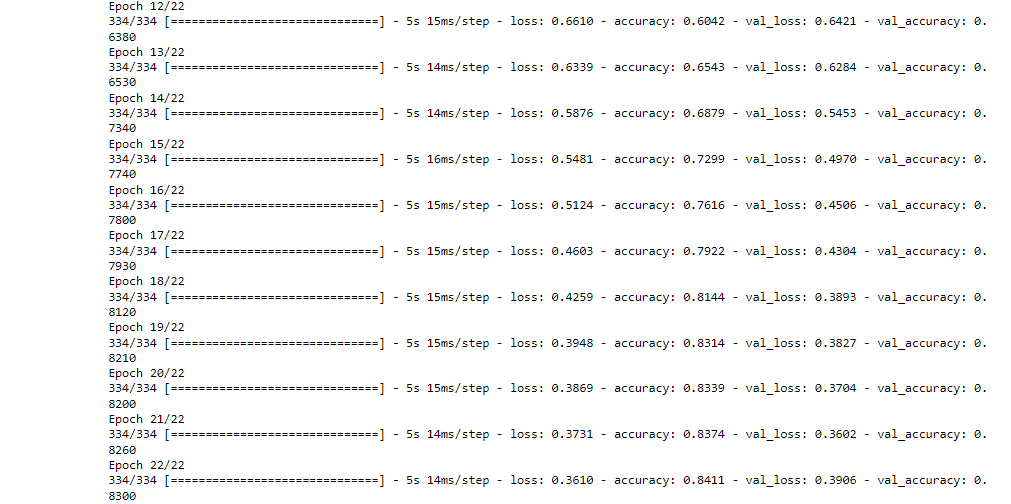 Epoch 12/22
334/334 [==============================] - 5s 15ms/step - loss: 0.6610 - accuracy: 0.6042 - val_loss: 0.6421 - val_accuracy: 0.
6380
Epoch 13/22
334/334 [==============================] - 5s 14ms/step - loss: 0.6339 - accuracy: 0.6543 - val_loss: 0.6284 - val_accuracy: 0.
6530
Epoch 14/22
334/334 [==============================] - 5s 14ms/step - loss: 0.5876 - accuracy: 0.6879 - val_loss: 0.5453 - val_accuracy: 0.
7340
Epoch 15/22
334/334 [==============================] - 5s 16ms/step - loss: 0.5481 - accuracy: 0.7299 - val_loss: 0.4970 - val_accuracy: 0.
7740
Epoch 16/22
334/334 [==============================] - 5s 15ms/step - loss: 0.5124 - accuracy: 0.7616 - val_loss: 0.4506 - val_accuracy: 0.
7800
Epoch 17/22
334/334 [==============================] - 5s 15ms/step - loss: 0.4603 - accuracy: 0.7922 - val_loss: 0.4304 - val_accuracy: 0.
7930
Epoch 18/22
334/334 [==============================] - 5s 15ms/step - loss: 0.4259 - accuracy: 0.8144 - val_loss: 0.3893 - val_accuracy: 0.
8120
Epoch 19/22
334/334 [==============================] - 5s 15ms/step - loss: 0.3948 - accuracy: 0.8314 - val_loss: 0.3827 - val_accuracy: 0.
8210
Epoch 20/22
334/334 [==============================] - 5s 15ms/step - loss: 0.3869 - accuracy: 0.8339 - val_loss: 0.3704 - val_accuracy: 0.
8200
Epoch 21/22
334/334 [==============================] - 5s 14ms/step - loss: 0.3731 - accuracy: 0.8374 - val_loss: 0.3602 - val_accuracy: 0.
8260
Epoch 22/22
334/334 [==============================] - 5s 14ms/step - loss: 0.3610 - accuracy: 0.8411 - val_loss: 0.3906 - val_accuracy: 0.
8300